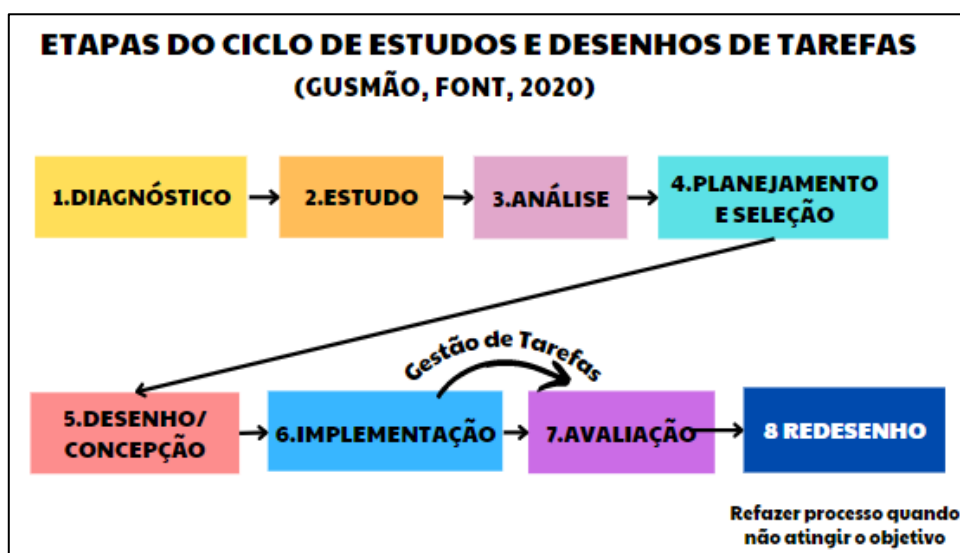 ETAPAS DO CICLO DE ESTUDOS E DESENHOS DE TAREFAS
(GUSMÃO, FONT, 2020)
1.DIAGNÓSTICO
2.ESTUDO
3.ANÁLISE
4.PLANEJAMENTO
E SELEÇÃO
Gestão de Tarefas
5.DESENHO/
CONCEPÇÃO
6.IMPLEMENTAÇÃO
7.AVALIAÇÃO
8 REDESENHO
Refazer processo quando
não atingir o objetivo